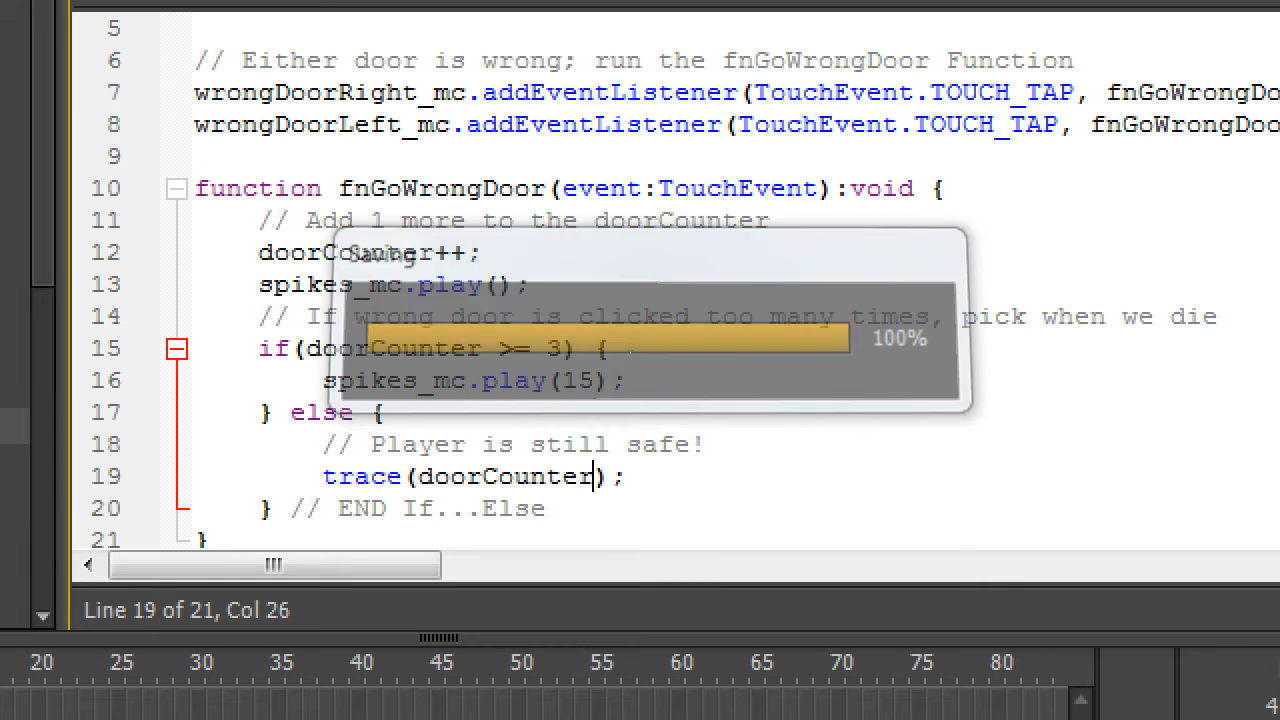 5
6 // Either door is wrong; run the fnGoWrongDoor Function
7 wrongDoorRight_mc.addEventListener(TouchEvent.TOUCH_TAP, fnGoWrongDo
8 wrongDoorLeft_mc.addEventListener(TouchEvent.TOUCH_TAP, fnGoWrongDoo
9
10 function fnGoWrongDoor(event:TouchEvent):void {
11 // Add 1 more to the doorCounter
12 doorCounter++;
Saving
13 spikes_mc.play();
14 // If wrong door is clicked too many times, pick when we die
100%
15 if(doorCounter >= 3) {
16 spikes_mc.play(15);
17 } else {
18 // Player is still safe!
19 trace(doorCounter);
20 } // END If...Else
21 }
Line 19 of 21, Col 26
20 25 30 35 40 45 50 55 60 65 70 75 80
4